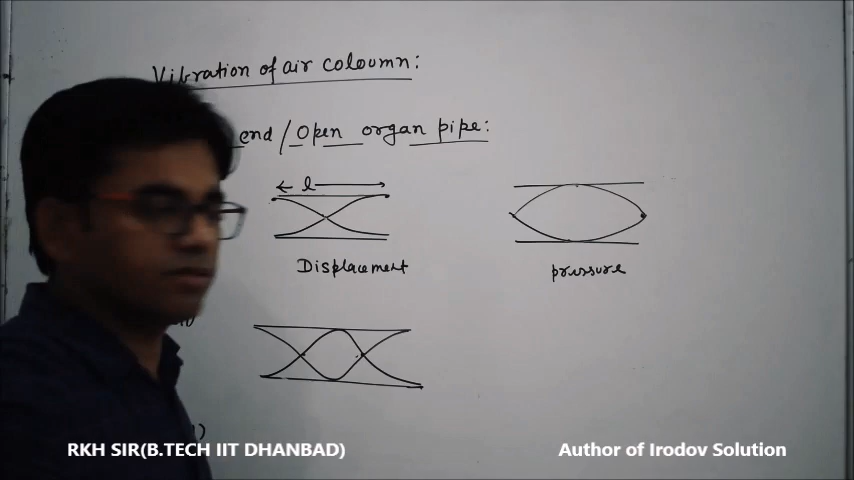 Vibration of air coloumn:
end / Open organ pipe:
l
Displacement
pressure
RKH SIR(B.TECH IIT DHANBAD)
Author of Irodov Solution